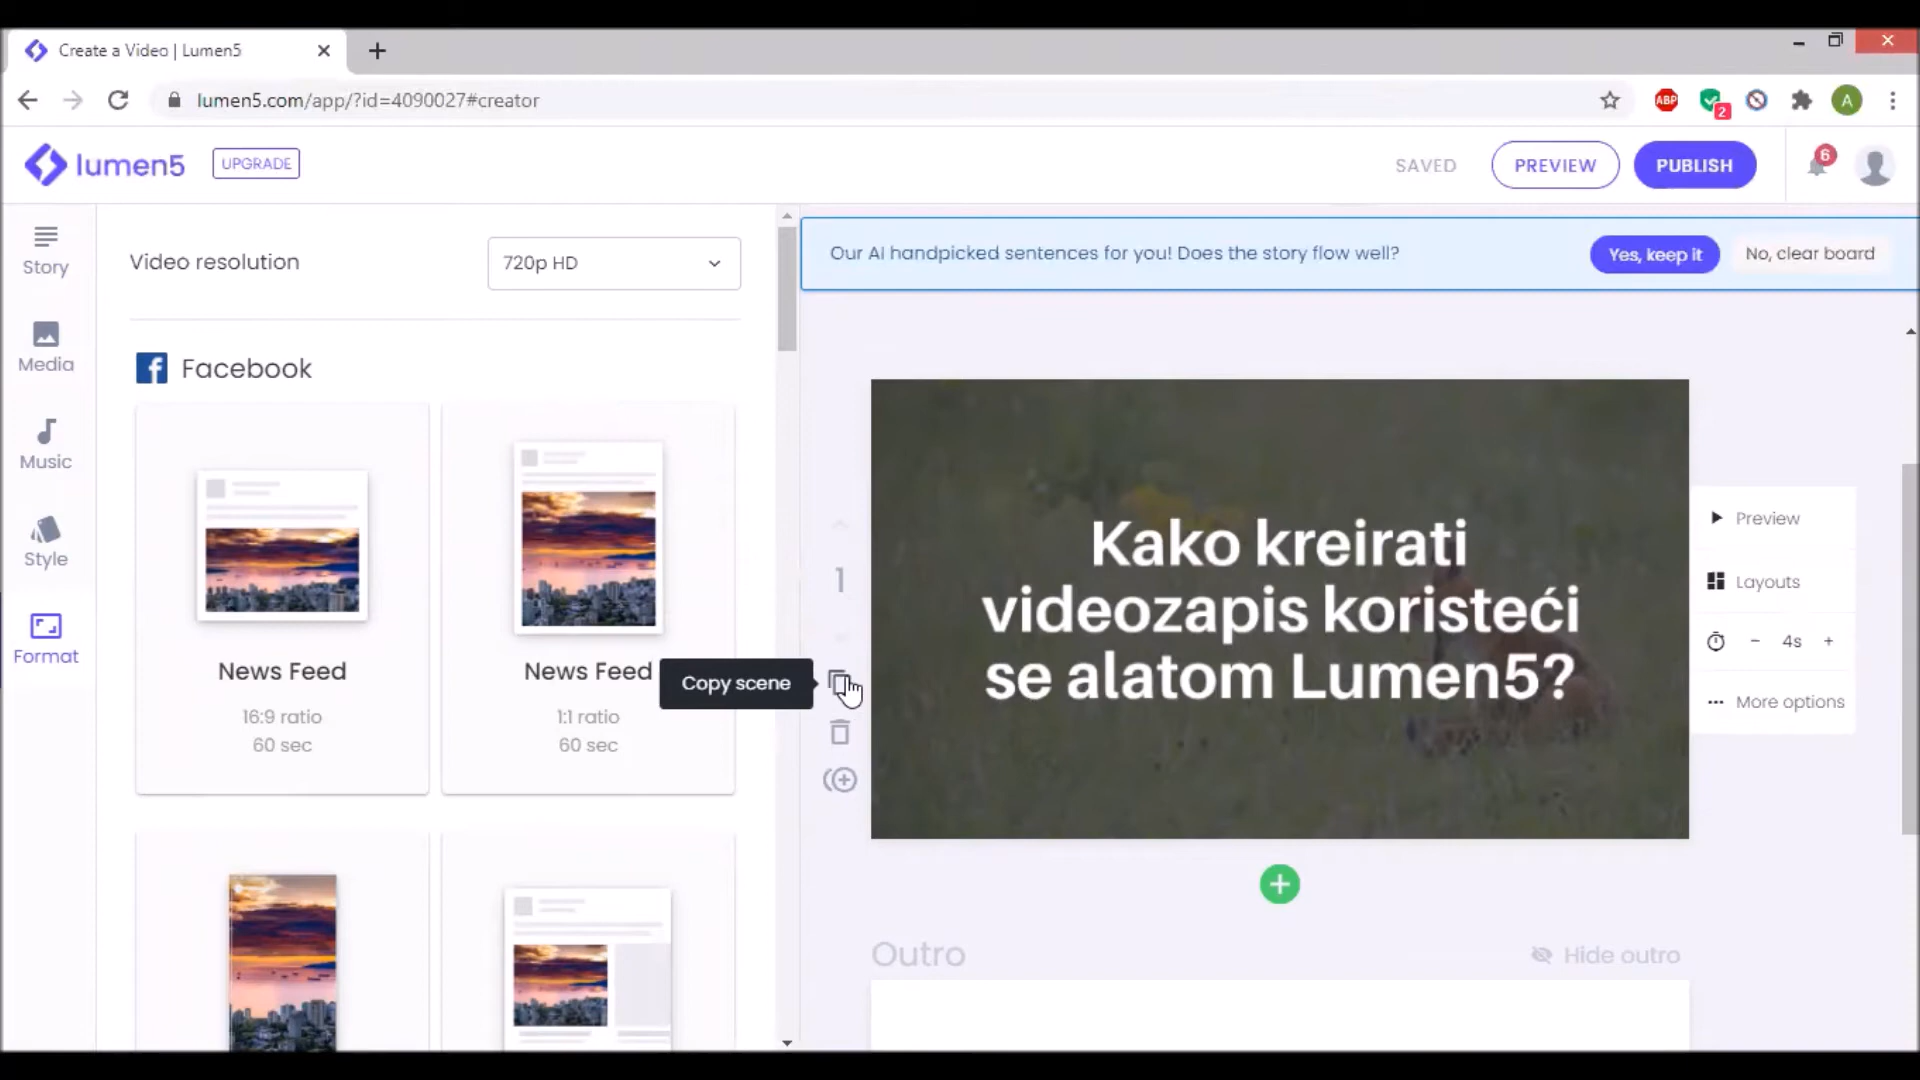 Create a Video | Lumen5
lumen5.com/app/?id=4090027#creator
ABP
2
A
lumen5
UPGRADE
SAVED
PREVIEW
PUBLISH
6
Story
Media
Music
Style
Format
Video resolution
720p HD
Facebook
News Feed
16:9 ratio
60 sec
News Feed
1:1 ratio
60 sec
Our AI handpicked sentences for you! Does the story flow well?
Yes, keep it
No, clear board
1
Copy scene
Kako kreirati
videozapis koristeći
se alatom Lumen5?
Preview
Layouts
- 4s +
More options
Outro
Hide outro